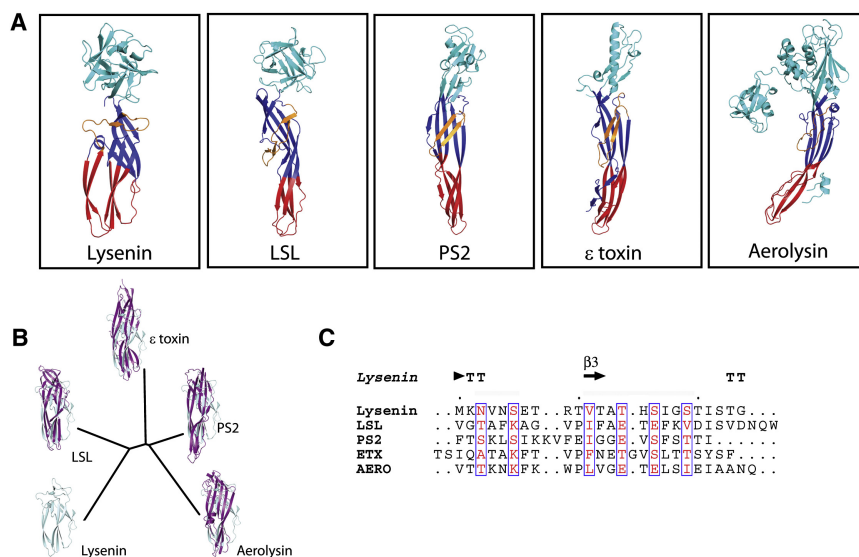 A
Lysenin
LSL
PS2
ε toxin
Aerolysin
B
ε toxin
PS2
LSL
Lysenin
Aerolysin
C
β3
Lysenin TT TT
Lysenin ..MKNVNSET..RTVTAT.HSIGSTISTG...
LSL ..VGTAFKAG..VPIFAE.TEFKVDISVDNQW
PS2 ..FTSKLSIKKVFEIGGE.VSFSTTI.....
ETX TSIQATAKFT..VPFNETGVSLTTSYSF...
AERO ..VTTKNKFK..WPLVGE.TELSIEIAANQ..